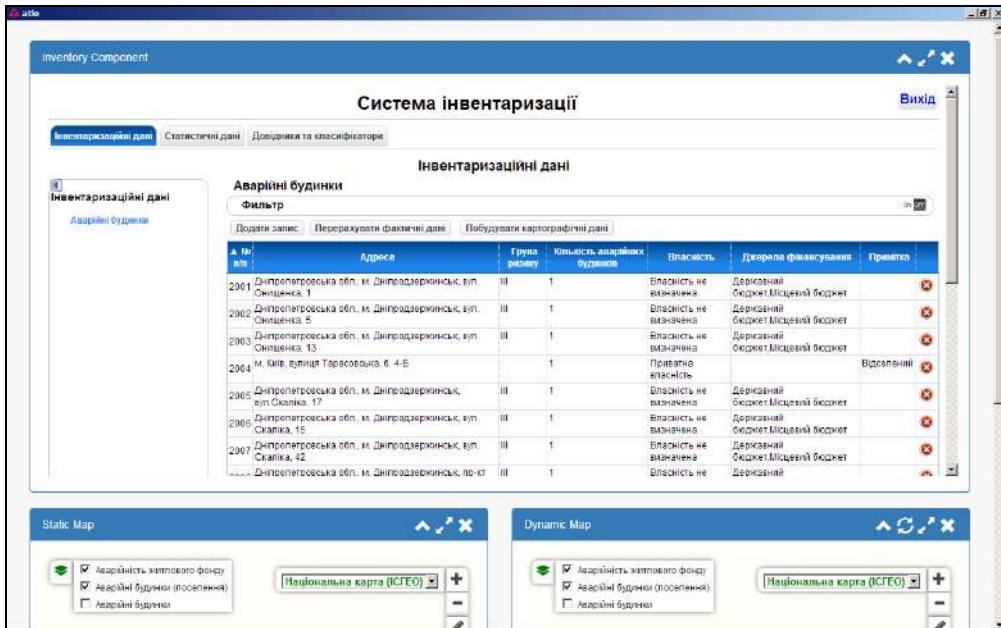 atlo
Inventory Component
Система інвентаризації
Вихід
Інвентаризаційні дані Статистичні дані Довідники та класифікатори
Інвентаризаційні дані
Інвентаризаційні дані
Аварійні будинки
Аварійні будинки
Фильтр
ON OFF
Додати запис Перерахувати фактичні дані Побудувати картографічні дані
▲ № п/п Адреса Група ризику Кількість аварійних будинків Власність Джерела фінансування Примітка
2001 Дніпропетровська обл., м. Дніпродзержинськ, вул. Онищенка, 1 III 1 Власність не визначена Державний бюджет,Місцевий бюджет
2002 Дніпропетровська обл., м. Дніпродзержинськ, вул. Онищенка, 5 III 1 Власність не визначена Державний бюджет,Місцевий бюджет
2003 Дніпропетровська обл., м. Дніпродзержинськ, вул. Онищенка, 13 III 1 Власність не визначена Державний бюджет,Місцевий бюджет
2004 м. Київ, вулиця Тарасовська, б. 4-Б 1 Приватна власність Відселений
2005 Дніпропетровська обл., м. Дніпродзержинськ, вул.Скаліка, 17 III 1 Власність не визначена Державний бюджет,Місцевий бюджет
2006 Дніпропетровська обл., м. Дніпродзержинськ, вул. Скаліка, 15 III 1 Власність не визначена Державний бюджет,Місцевий бюджет
2007 Дніпропетровська обл., м. Дніпродзержинськ, вул. Скаліка, 42 III 1 Власність не визначена Державний бюджет,Місцевий бюджет
Дніпропетровська обл., м. Дніпродзержинськ, пр-кт III 1 Власність не Державний
Static Map
Аварійність житлового фонду
Аварійні будинки (поселення)
Аварійні будинки
Національна карта (ІСГЕО)
Dynamic Map
Аварійність житлового фонду
Аварійні будинки (поселення)
Аварійні будинки
Національна карта (ІСГЕО)